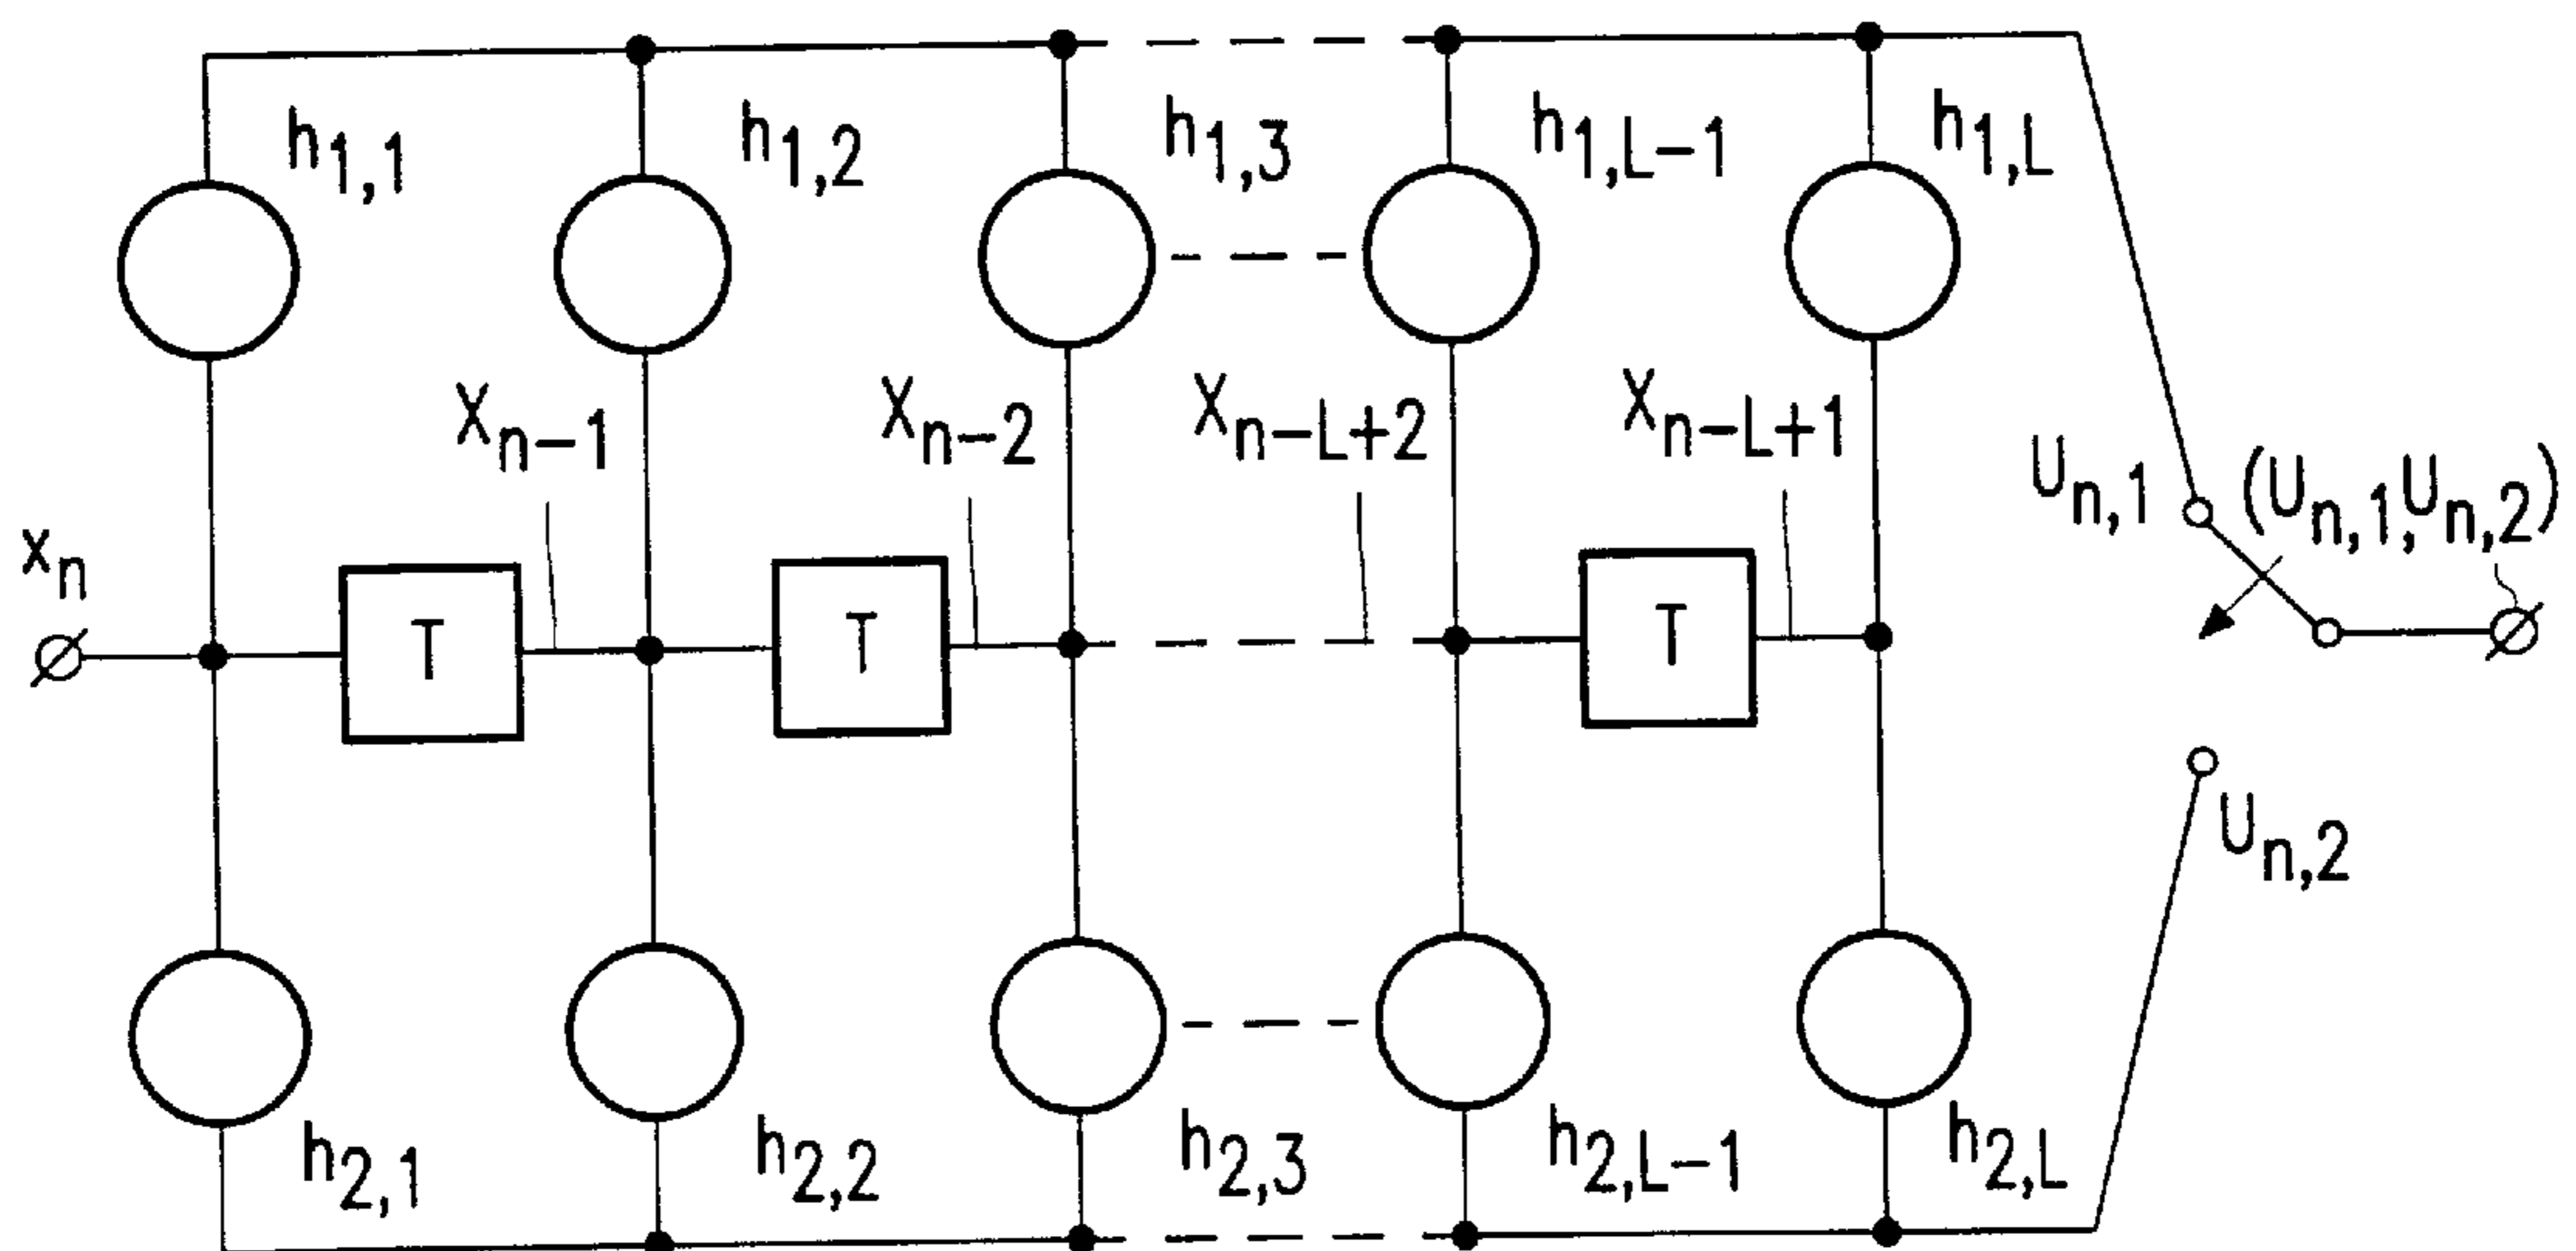 h1,1 h1,2 h1,3 h1,L-1 h1,L
Xn-1 Xn-2 Xn-L+2 Xn-L+1
Un,1 (Un,1,Un,2)
xn
T T T
Un,2
h2,1 h2,2 h2,3 h2,L-1 h2,L